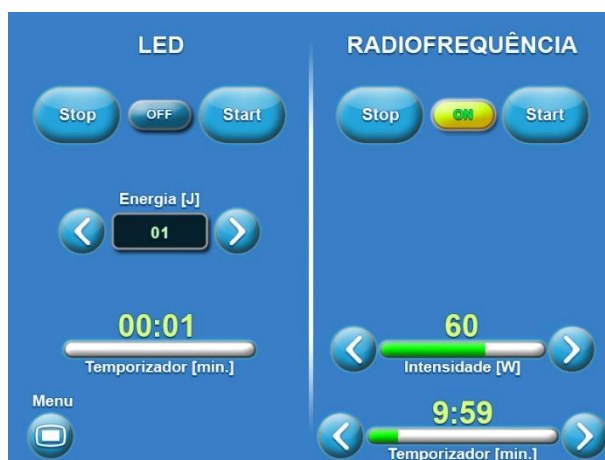 LED
Stop OFF Start
Energia [J]
01
00:01
Temporizador [min.]
Menu
RADIOFREQUÊNCIA
Stop ON Start
60
Intensidade [W]
9:59
Temporizador [min.]